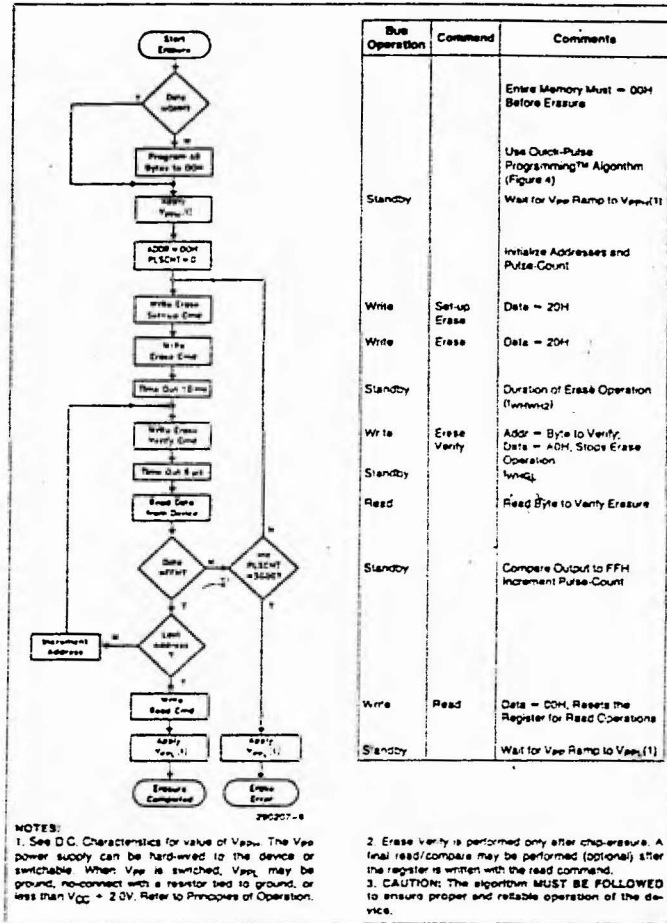 Start
Erasure
Y
Data
=00H?
N
Program all
Bytes to 00H
Apply
VPPH(1)
ADDR = 00H
PLSCNT = 0
Write Erase
Set-up Cmd
Write
Erase Cmd
Time Out
Write Erase
Verify Cmd
Time Out
Read Data
from Device
N
Data
=FFH?
N
Inc
PLSCNT
Y
Y
Last
Address
?
N
Increment
Address
Y
Write
Read Cmd
Apply
VPPL(1)
Apply
VPPL(1)
Erasure
Completed
Erase
Error
290207-6
Bus
Operation
Command
Comments
Entire Memory Must = 00H
Before Erasure
Use Quick-Pulse
Programming™ Algorithm
(Figure 4)
Standby
Wait for VPP Ramp to VPPH(1)
Initialize Addresses and
Pulse-Count
Write
Set-up
Erase
Data = 20H
Write
Erase
Data = 20H
Standby
Duration of Erase Operation
(tWHWH2)
Write
Erase
Verify
Addr = Byte to Verify;
Data = A0H, Stops Erase
Operation
Standby
tWHGL
Read
Read Byte to Verify Erasure
Standby
Compare Output to FFH
Increment Pulse-Count
Write
Read
Data = 00H, Resets the
Register for Read Operations
Standby
Wait for VPP Ramp to VPPL(1)
NOTES:
1. See D.C. Characteristics for value of VPPH. The VPP
power supply can be hard-wired to the device or
switchable. When VPP is switched, VPPL may be
ground, no-connect with a resistor tied to ground, or
less than VCC + 2.0V. Refer to Principles of Operation.
2. Erase Verify is performed only after chip-erasure. A
final read/compare may be performed (optional) after
the register is written with the read command.
3. CAUTION: The algorithm MUST BE FOLLOWED
to ensure proper and reliable operation of the de-
vice.